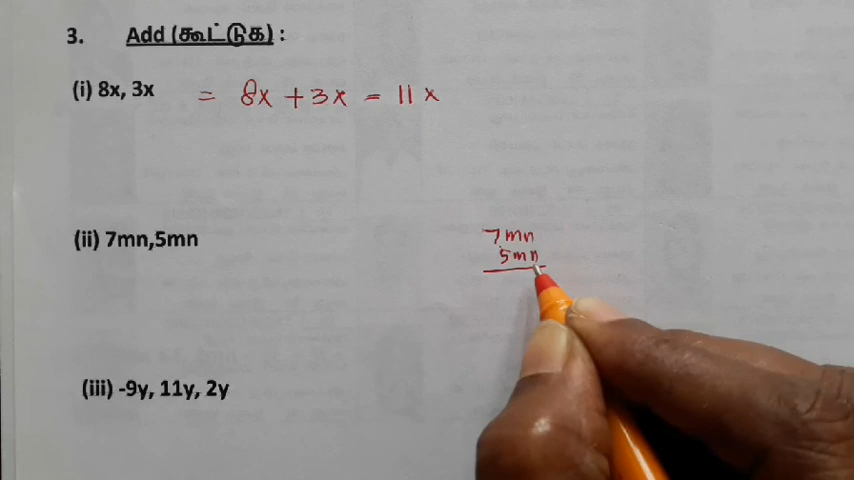 3. Add (கூட்டுக) :
(i) 8x, 3x = 8x + 3x = 11x
(ii) 7mn,5mn
7mn
5mn
(iii) -9y, 11y, 2y